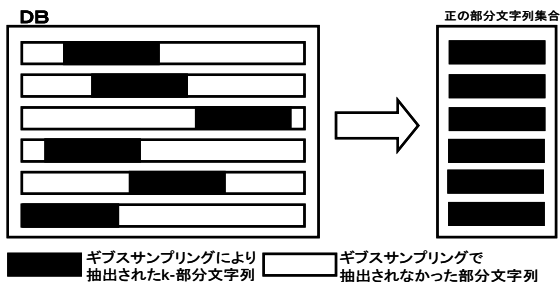 DB
正の部分文字列集合
ギブスサンプリングにより
抽出されたk-部分文字列
ギブスサンプリングで
抽出されなかった部分文字列